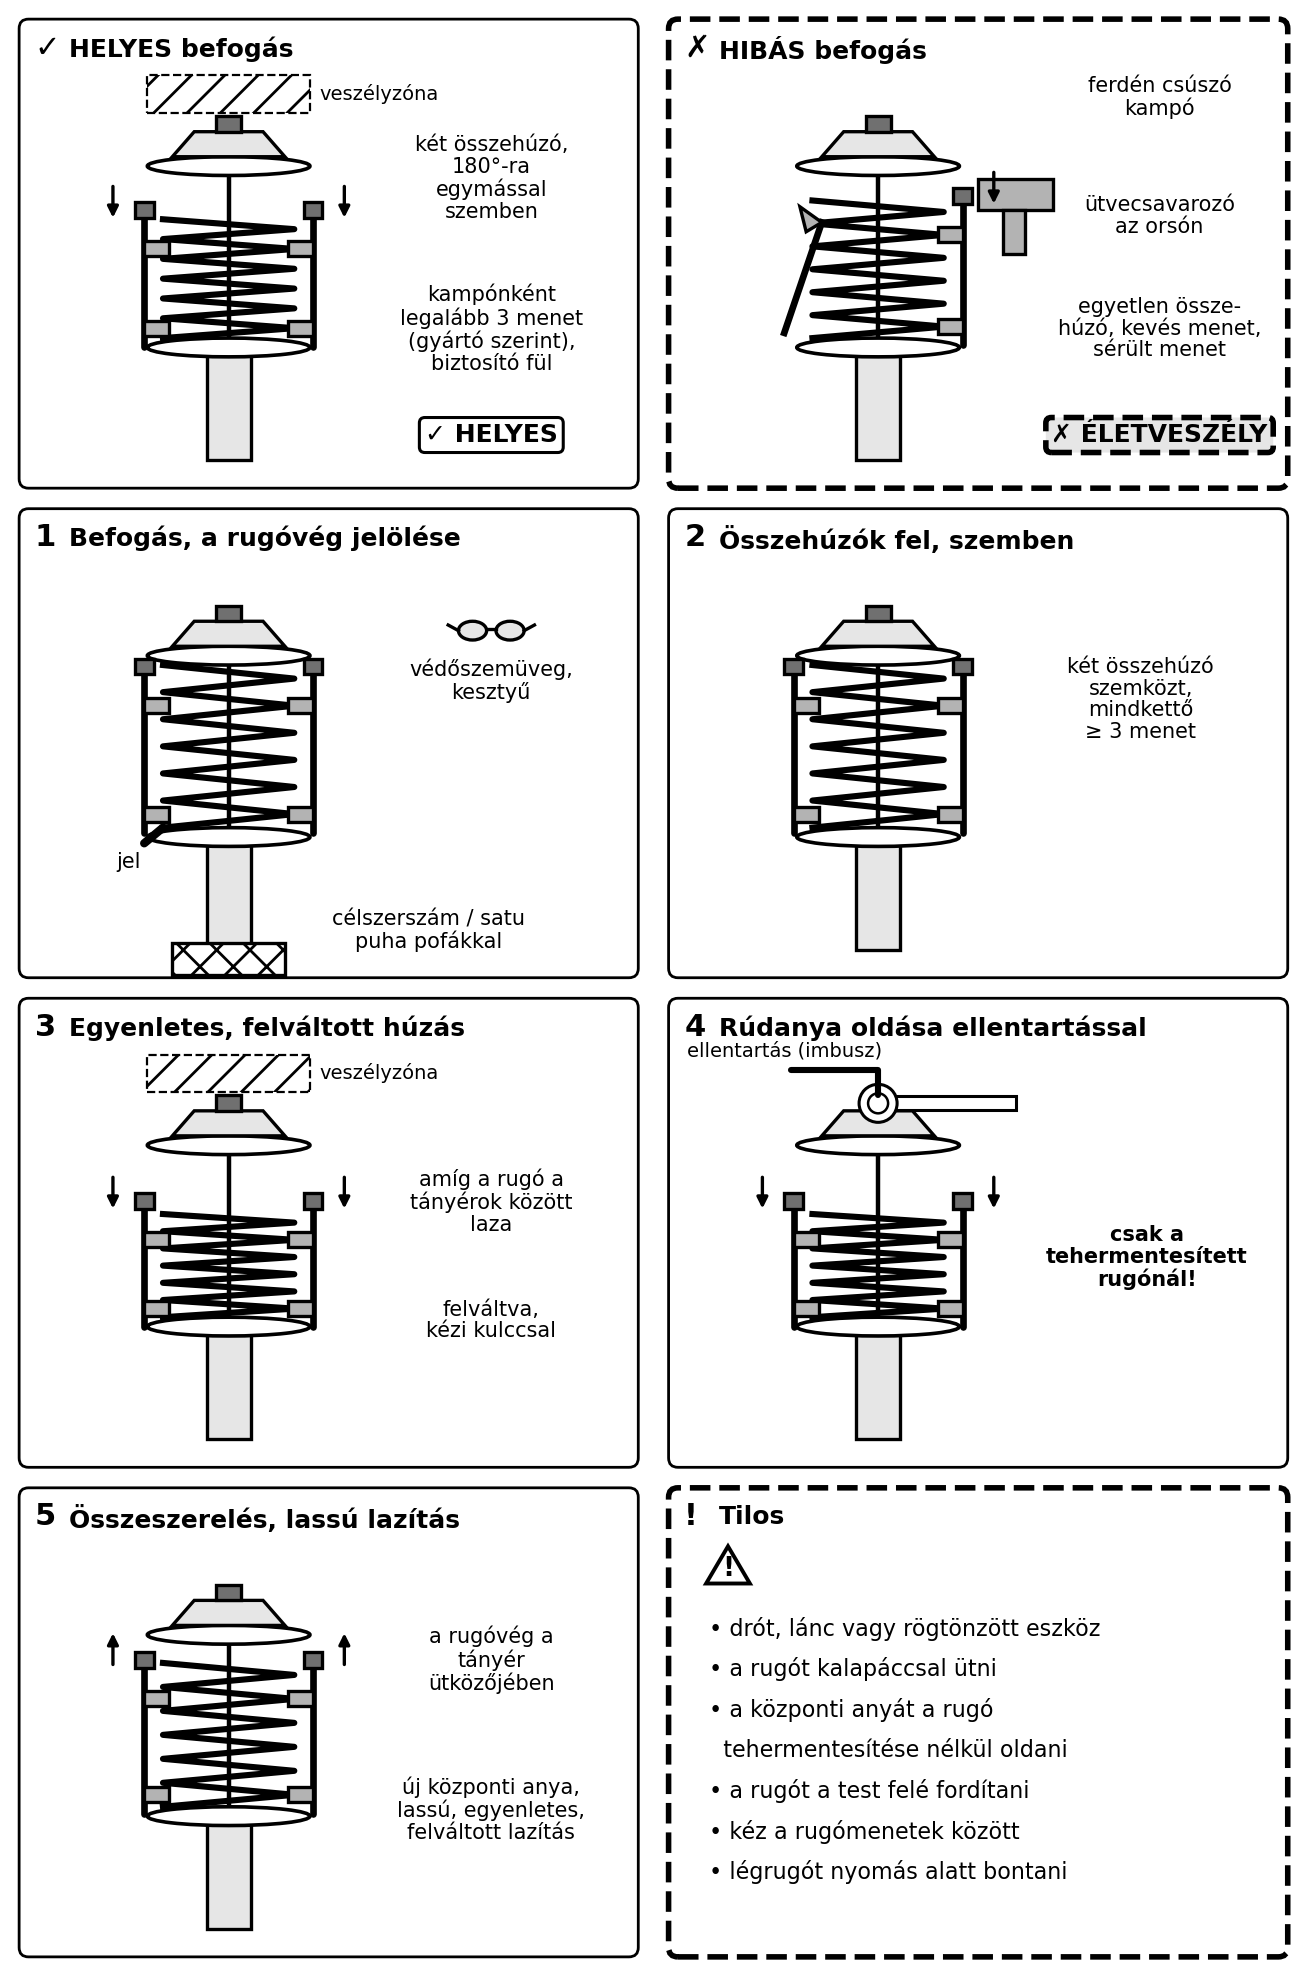 ✓ HELYES befogás
veszélyzóna
két összehúzó,
180°-ra
egymással
szemben
kampónként
legalább 3 menet
(gyártó szerint),
biztosító fül
✓ HELYES
✗ HIBÁS befogás
ferdén csúszó
kampó
ütvecsavarozó
az orsón
egyetlen össze-
húzó, kevés menet,
sérült menet
✗ ÉLETVESZÉLY
1 Befogás, a rugóvég jelölése
védőszemüveg,
kesztyű
jel
célszerszám / satu
puha pofákkal
2 Összehúzók fel, szemben
két összehúzó
szemközt,
mindkettő
≥ 3 menet
3 Egyenletes, felváltott húzás
veszélyzóna
amíg a rugó a
tányérok között
laza
felváltva,
kézi kulccsal
4 Rúdanya oldása ellentartással
ellentartás (imbusz)
csak a
tehermentesített
rugónál!
5 Összeszerelés, lassú lazítás
a rugóvég a
tányér
ütközőjében
új központi anya,
lassú, egyenletes,
felváltott lazítás
! Tilos
!
• drót, lánc vagy rögtönzött eszköz
• a rugót kalapáccsal ütni
• a központi anyát a rugó
tehermentesítése nélkül oldani
• a rugót a test felé fordítani
• kéz a rugómenetek között
• légrugót nyomás alatt bontani